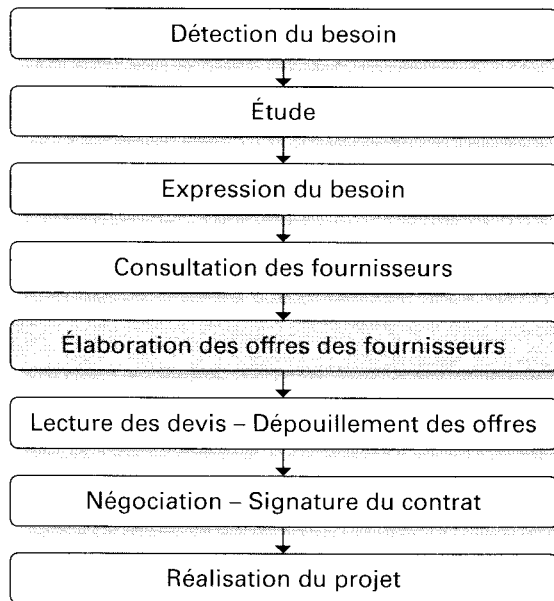 Détection du besoin
Étude
Expression du besoin
Consultation des fournisseurs
Élaboration des offres des fournisseurs
Lecture des devis – Dépouillement des offres
Négociation – Signature du contrat
Réalisation du projet